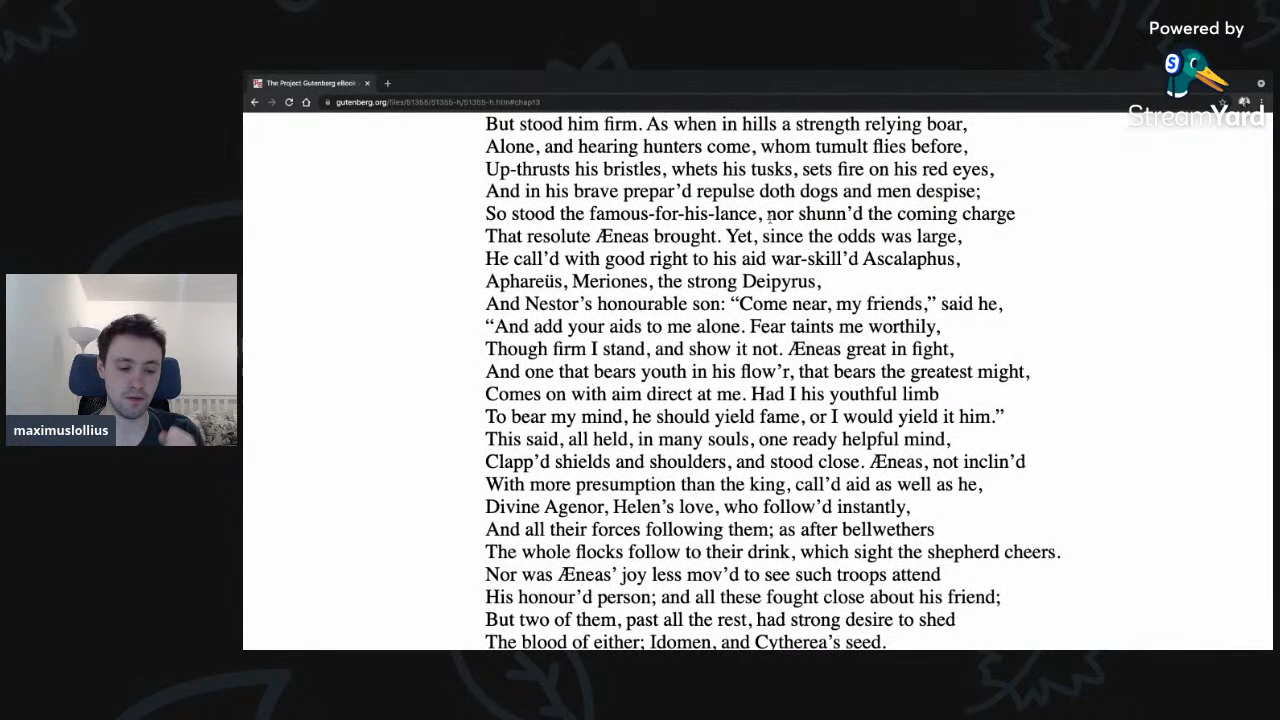 Powered by
S
StreamYard
The Project Gutenberg eBook
gutenberg.org/files/51355/51355-h/51355-h.htm#chap13
But stood him firm. As when in hills a strength relying boar,
Alone, and hearing hunters come, whom tumult flies before,
Up-thrusts his bristles, whets his tusks, sets fire on his red eyes,
And in his brave prepar’d repulse doth dogs and men despise;
So stood the famous-for-his-lance, nor shunn’d the coming charge
That resolute Æneas brought. Yet, since the odds was large,
He call’d with good right to his aid war-skill’d Ascalaphus,
Aphareüs, Meriones, the strong Deipyrus,
And Nestor’s honourable son: “Come near, my friends,” said he,
“And add your aids to me alone. Fear taints me worthily,
Though firm I stand, and show it not. Æneas great in fight,
And one that bears youth in his flow’r, that bears the greatest might,
Comes on with aim direct at me. Had I his youthful limb
To bear my mind, he should yield fame, or I would yield it him.”
This said, all held, in many souls, one ready helpful mind,
Clapp’d shields and shoulders, and stood close. Æneas, not inclin’d
With more presumption than the king, call’d aid as well as he,
Divine Agenor, Helen’s love, who follow’d instantly,
And all their forces following them; as after bellwethers
The whole flocks follow to their drink, which sight the shepherd cheers.
Nor was Æneas’ joy less mov’d to see such troops attend
His honour’d person; and all these fought close about his friend;
But two of them, past all the rest, had strong desire to shed
The blood of either; Idomen, and Cytherea’s seed.
maximuslollius